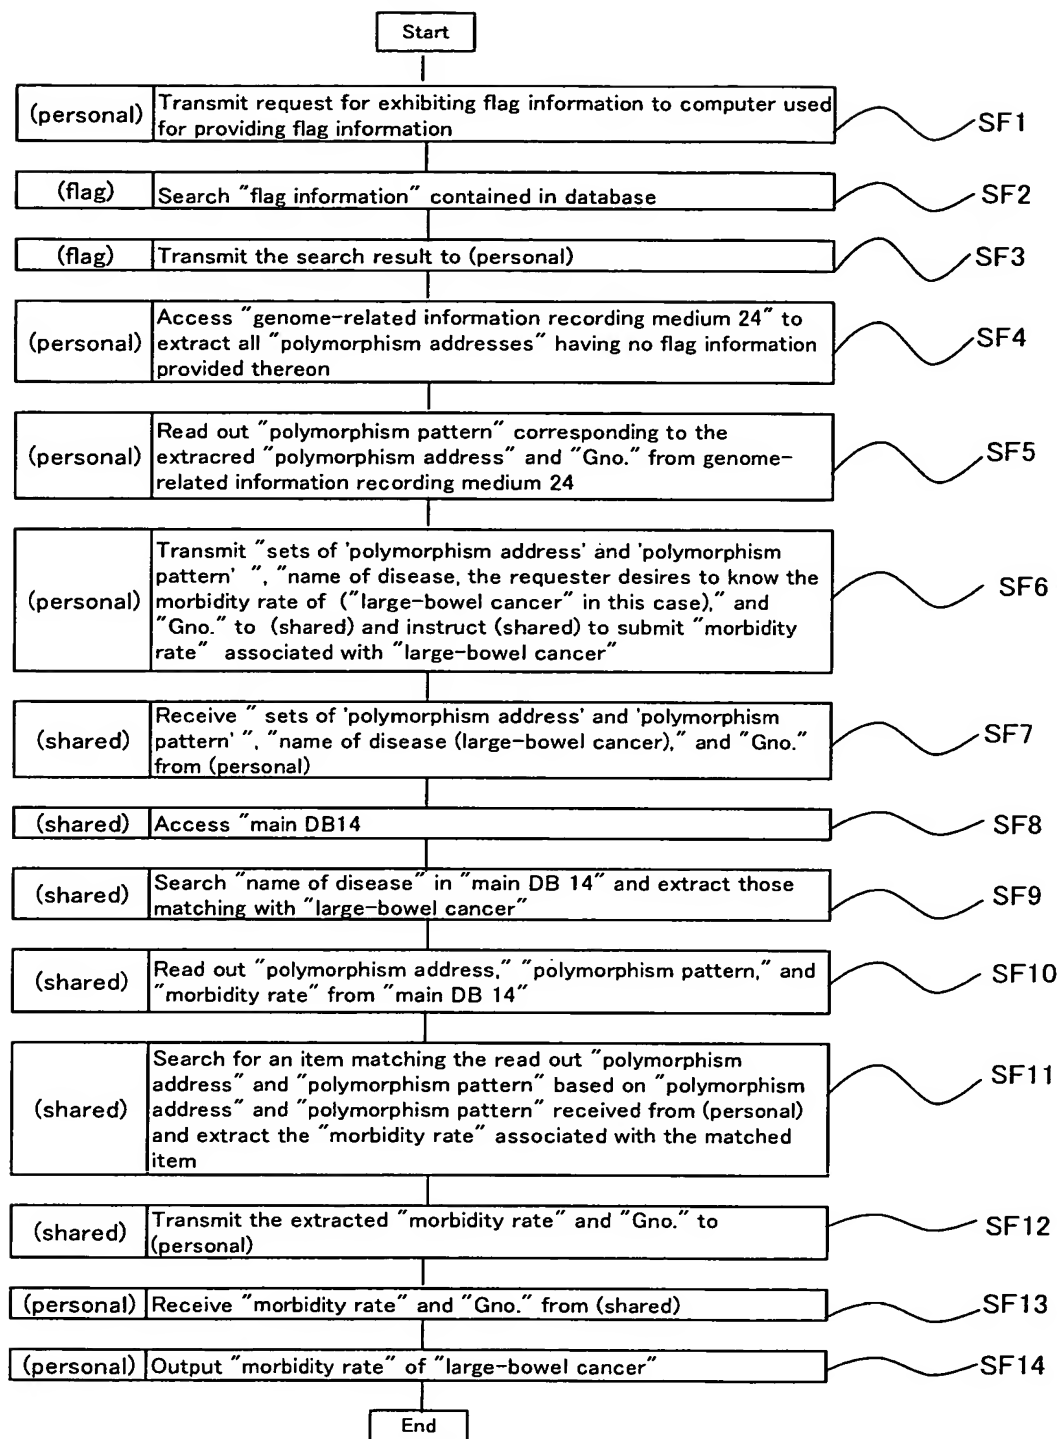 Start
(personal) Transmit request for exhibiting flag information to computer used
for providing flag information
SF1
(flag) Search "flag information" contained in database
SF2
(flag) Transmit the search result to (personal)
SF3
(personal) Access "genome-related information recording medium 24" to
extract all "polymorphism addresses" having no flag information
provided thereon
SF4
(personal) Read out "polymorphism pattern" corresponding to the
extracred "polymorphism address" and "Gno." from genome-
related information recording medium 24
SF5
(personal) Transmit "sets of 'polymorphism address' and 'polymorphism
pattern' ", "name of disease, the requester desires to know the
morbidity rate of ("large-bowel cancer" in this case)," and
"Gno." to (shared) and instruct (shared) to submit "morbidity
rate" associated with "large-bowel cancer"
SF6
(shared) Receive " sets of 'polymorphism address' and 'polymorphism
pattern' ", "name of disease (large-bowel cancer)," and "Gno."
from (personal)
SF7
(shared) Access "main DB14
SF8
(shared) Search "name of disease" in "main DB 14" and extract those
matching with "large-bowel cancer"
SF9
(shared) Read out "polymorphism address," "polymorphism pattern," and
"morbidity rate" from "main DB 14"
SF10
(shared) Search for an item matching the read out "polymorphism
address" and "polymorphism pattern" based on "polymorphism
address" and "polymorphism pattern" received from (personal)
and extract the "morbidity rate" associated with the matched
item
SF11
(shared) Transmit the extracted "morbidity rate" and "Gno." to
(personal)
SF12
(personal) Receive "morbidity rate" and "Gno." from (shared)
SF13
(personal) Output "morbidity rate" of "large-bowel cancer"
SF14
End